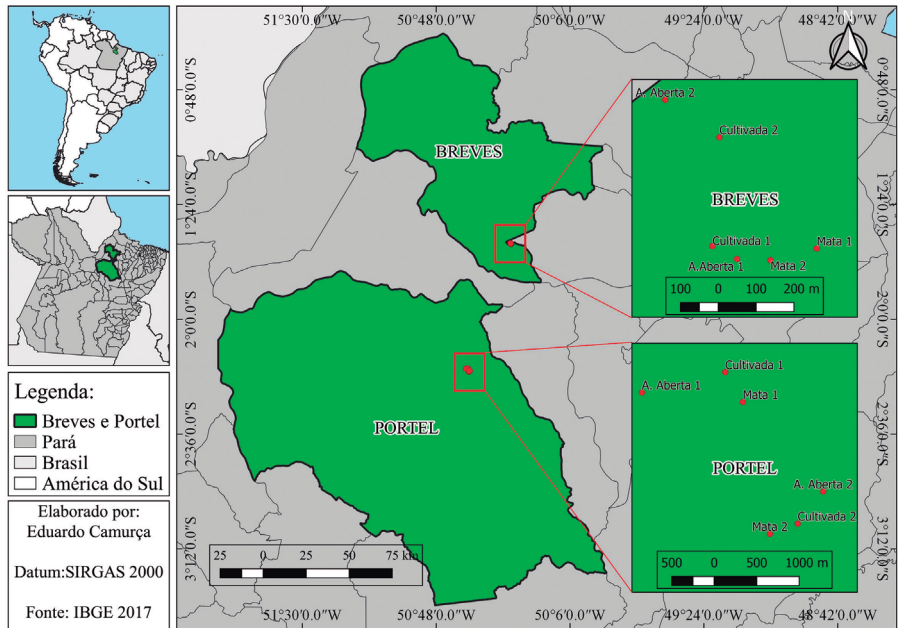 51°30'0.0"W 50°48'0.0"W 50°6'0.0"W 49°24'0.0"W 48°42'0.0"W
N
0°48'0.0"S
1°24'0.0"S
2°0'0.0"S
2°36'0.0"S
3°12'0.0"S
BREVES
PORTEL
A. Aberta 2
Cultivada 2
BREVES
Cultivada 1
Mata 1
A.Aberta 1
Mata 2
100 0 100 200 m
Cultivada 1
A. Aberta 1
Mata 1
PORTEL
A. Aberta 2
Cultivada 2
Mata 2
500 0 500 1000 m
0°48'0.0"S
1°24'0.0"S
2°0'0.0"S
2°36'0.0"S
3°12'0.0"S
25 0 25 50 75 km
51°30'0.0"W 50°48'0.0"W 50°6'0.0"W 49°24'0.0"W 48°42'0.0"W
Legenda:
Breves e Portel
Pará
Brasil
América do Sul
Elaborado por:
Eduardo Camurça
Datum:SIRGAS 2000
Fonte: IBGE 2017